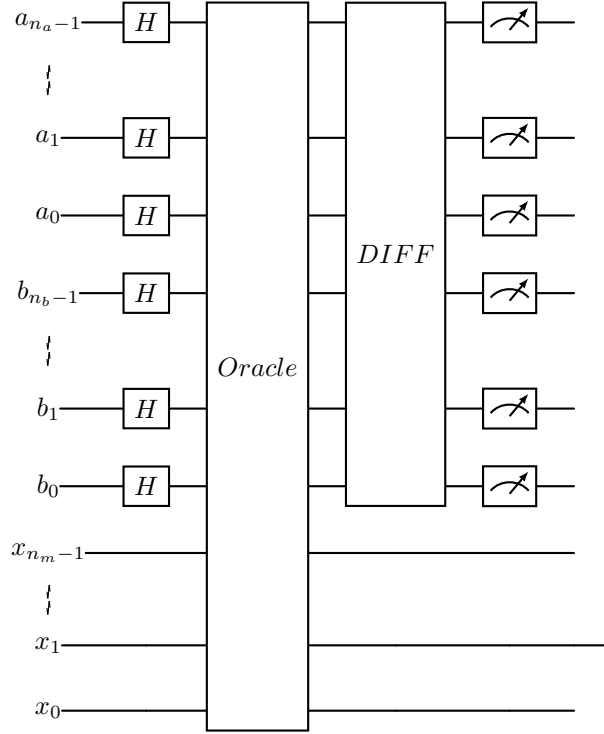 a_{n_a−1} H
a_1 H
a_0 H
DIFF
b_{n_b−1} H
Oracle
b_1 H
b_0 H
x_{n_m−1}
x_1
x_0